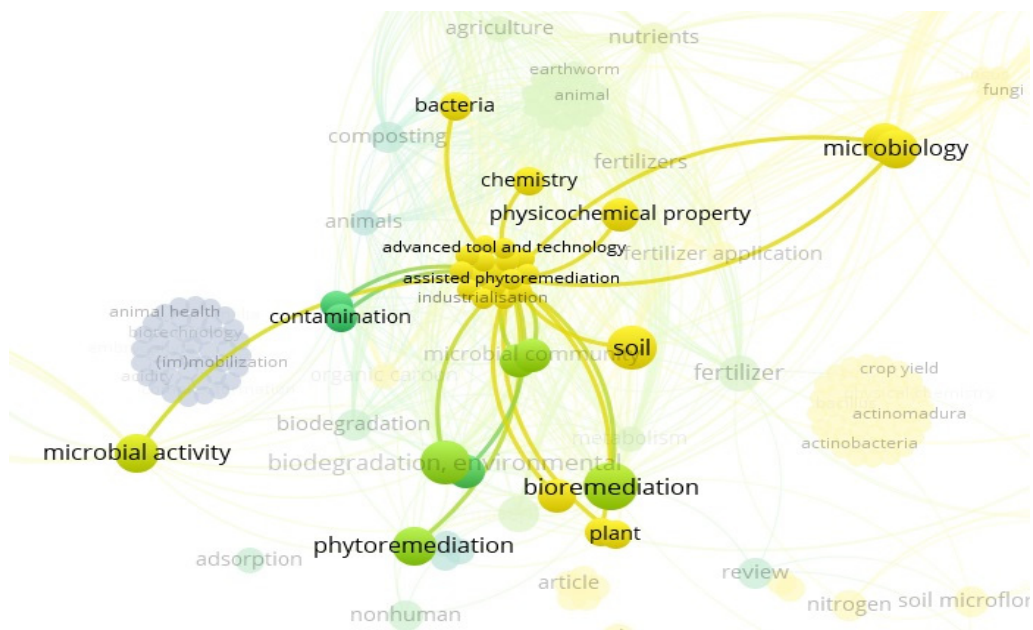 agriculture
nutrients
earthworm
animal
fungi
bacteria
composting
microbiology
fertilizers
chemistry
physicochemical property
animals
advanced tool and technology
fertilizer application
assisted phytoremediation
industrialisation
animal health
contamination
biotechnology
(im)mobilization
microbial community
soil
acidity
organic carbon
fertilizer
crop yield
actinomadura
biodegradation
metabolism
actinobacteria
microbial activity
biodegradation, environmental
bioremediation
plant
phytoremediation
adsorption
article
review
nonhuman
nitrogen
soil microflor